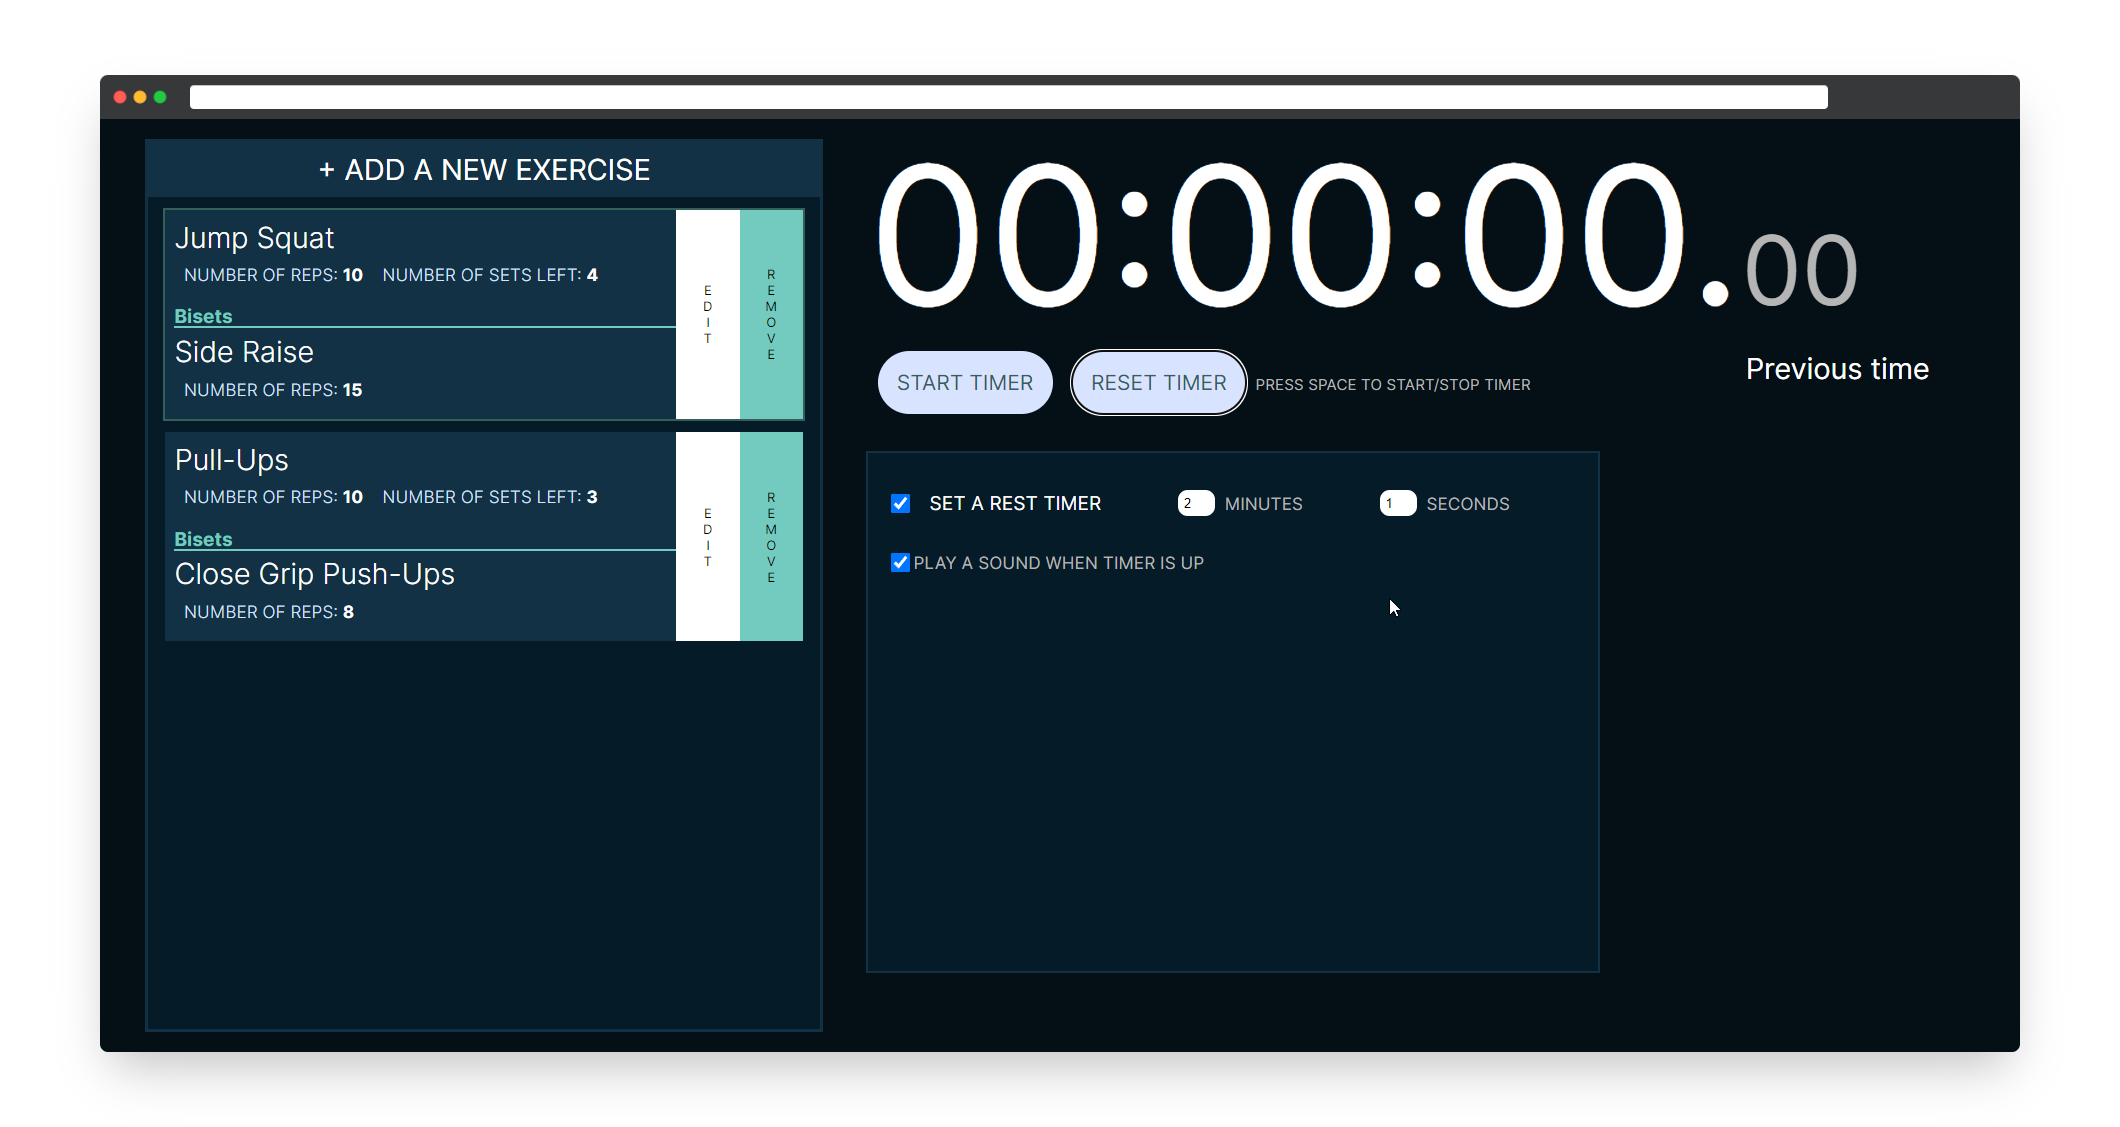 + ADD A NEW EXERCISE
Jump Squat
NUMBER OF REPS: 10 NUMBER OF SETS LEFT: 4
Bisets
Side Raise
NUMBER OF REPS: 15
EDIT
REMOVE
Pull-Ups
NUMBER OF REPS: 10 NUMBER OF SETS LEFT: 3
Bisets
Close Grip Push-Ups
NUMBER OF REPS: 8
EDIT
REMOVE
00:00:00.00
START TIMER RESET TIMER PRESS SPACE TO START/STOP TIMER
Previous time
SET A REST TIMER 2 MINUTES 1 SECONDS
PLAY A SOUND WHEN TIMER IS UP